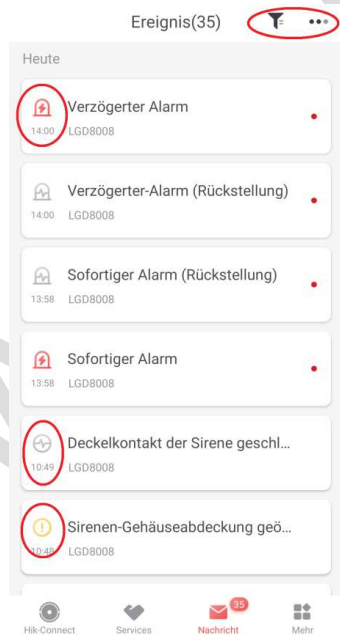 Ereignis(35)
Heute
Verzögerter Alarm
14:00 LGD8008
Verzögerter-Alarm (Rückstellung)
14:00 LGD8008
Sofortiger Alarm (Rückstellung)
13:58 LGD8008
Sofortiger Alarm
13:58 LGD8008
Deckelkontakt der Sirene geschl...
10:49 LGD8008
Sirenen-Gehäuseabdeckung geö...
10:48 LGD8008
35
Hik-Connect Services Nachricht Mehr